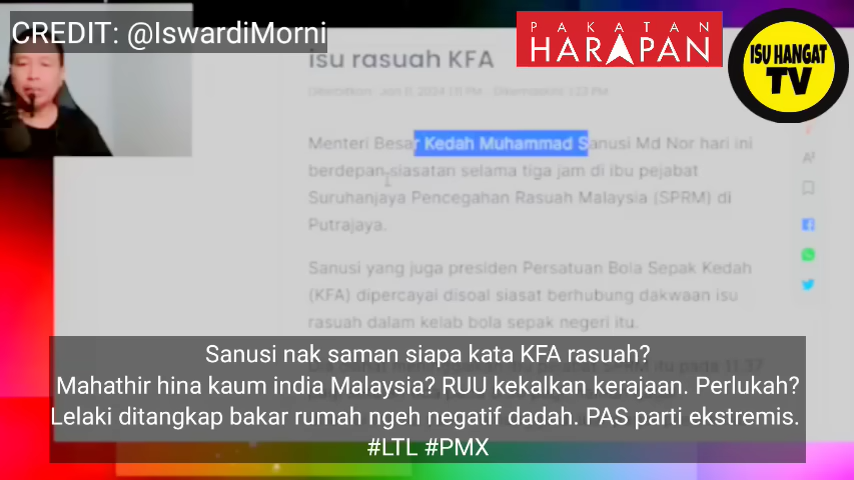 CREDIT: @IswardiMorni
PAKATAN
HARAPAN
ISU HANGAT
TV
isu rasuah KFA
Menteri Besar Kedah Muhammad Sanusi Md Nor hari ini
berdepan siasatan selama tiga jam di ibu pejabat
Suruhanjaya Pencegahan Rasuah Malaysia (SPRM) di
Putrajaya.
Sanusi yang juga presiden Persatuan Bola Sepak Kedah
(KFA) dipercayai disoal siasat berhubung dakwaan isu
rasuah dalam kelab bola sepak negeri itu.
Sanusi nak saman siapa kata KFA rasuah?
Mahathir hina kaum india Malaysia? RUU kekalkan kerajaan. Perlukah?
Lelaki ditangkap bakar rumah ngeh negatif dadah. PAS parti ekstremis.
#LTL #PMX